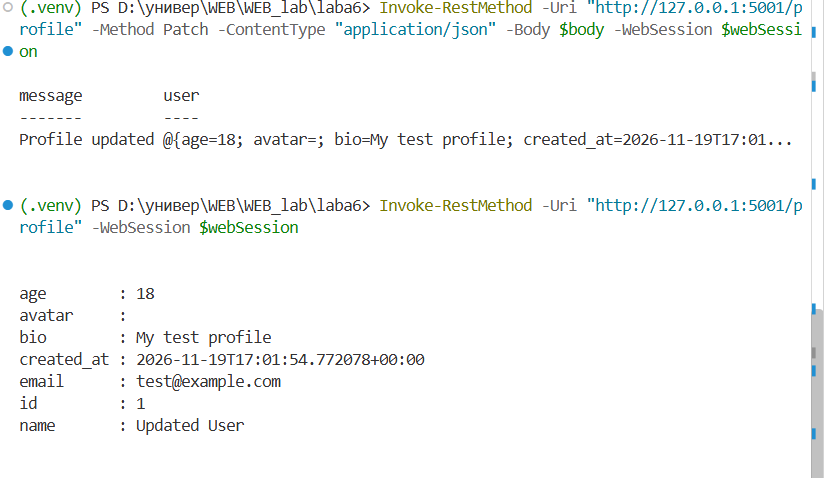 (.venv) PS D:\универ\WEB\WEB_lab\laba6> Invoke-RestMethod -Uri "http://127.0.0.1:5001/p
rofile" -Method Patch -ContentType "application/json" -Body $body -WebSession $webSessi
on
message         user
-------         ----
Profile updated @{age=18; avatar=; bio=My test profile; created_at=2026-11-19T17:01...
(.venv) PS D:\универ\WEB\WEB_lab\laba6> Invoke-RestMethod -Uri "http://127.0.0.1:5001/p
rofile" -WebSession $webSession
age        : 18
avatar     :
bio        : My test profile
created_at : 2026-11-19T17:01:54.772078+00:00
email      : test@example.com
id         : 1
name       : Updated User